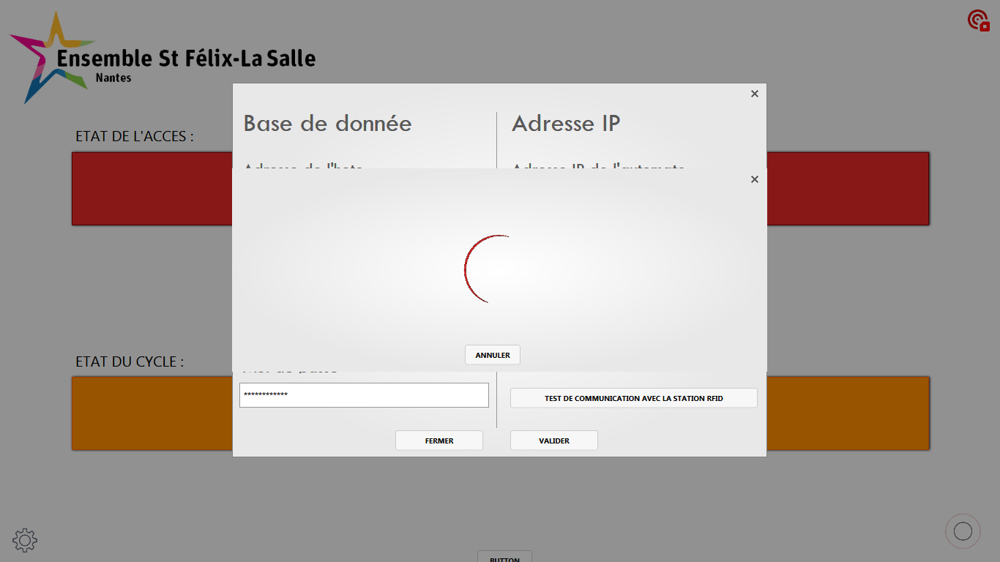 Ensemble St Félix-La Salle
Nantes
ETAT DE L'ACCES :
Base de donnée
Adresse IP
Adresse de l'hote
Adresse IP de l'automate
ANNULER
ETAT DU CYCLE :
Mot de passe
************
TEST DE COMMUNICATION AVEC LA STATION RFID
FERMER
VALIDER
BUTTON